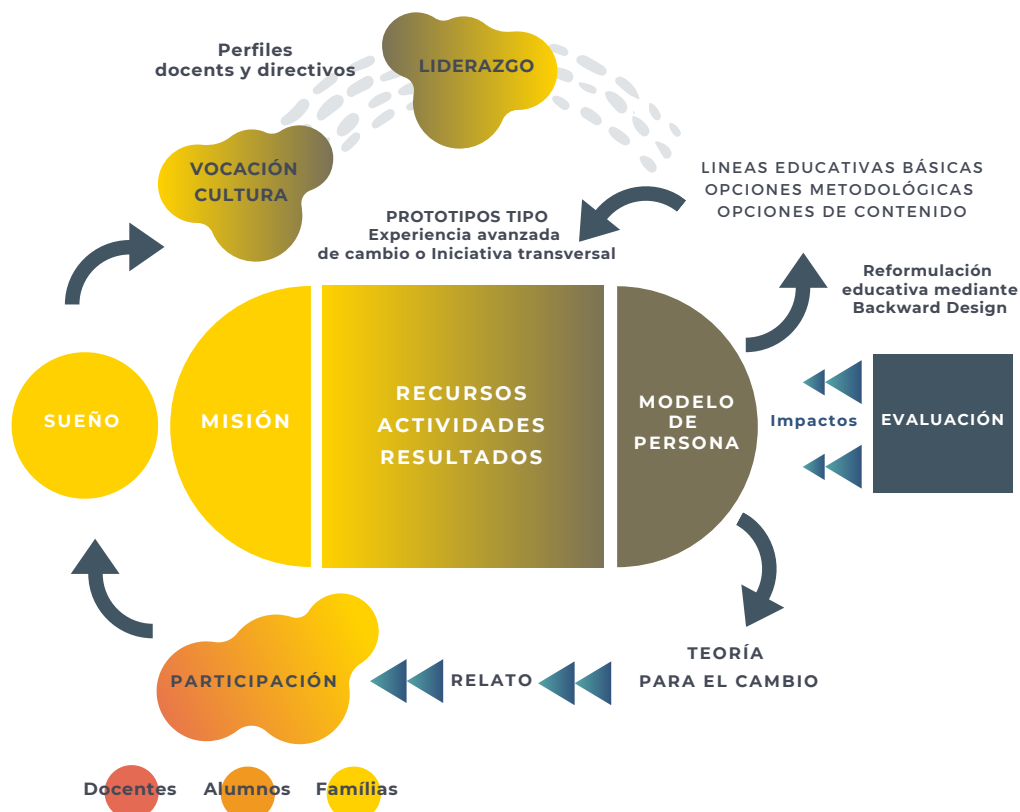 Perfiles
docents y directivos
LIDERAZGO
VOCACIÓN
CULTURA
LINEAS EDUCATIVAS BÁSICAS
OPCIONES METODOLÓGICAS
OPCIONES DE CONTENIDO
PROTOTIPOS TIPO
Experiencia avanzada
de cambio o Iniciativa transversal
Reformulación
educativa mediante
Backward Design
SUEÑO
MISIÓN
RECURSOS
ACTIVIDADES
RESULTADOS
MODELO
DE
PERSONA
Impactos
EVALUACIÓN
TEORÍA
PARA EL CAMBIO
RELATO
PARTICIPACIÓN
Docentes
Alumnos
Famílias